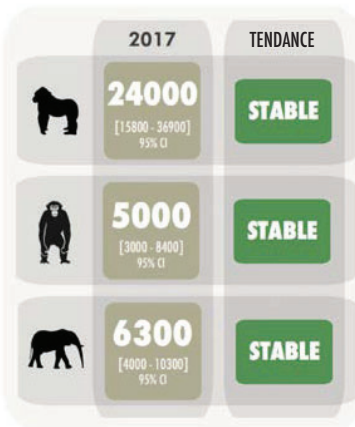 2017 TENDANCE
24000
[15800 - 36900]
95% CI
STABLE
5000
[3000 - 8400]
95% CI
STABLE
6300
[4000 - 10300]
95% CI
STABLE